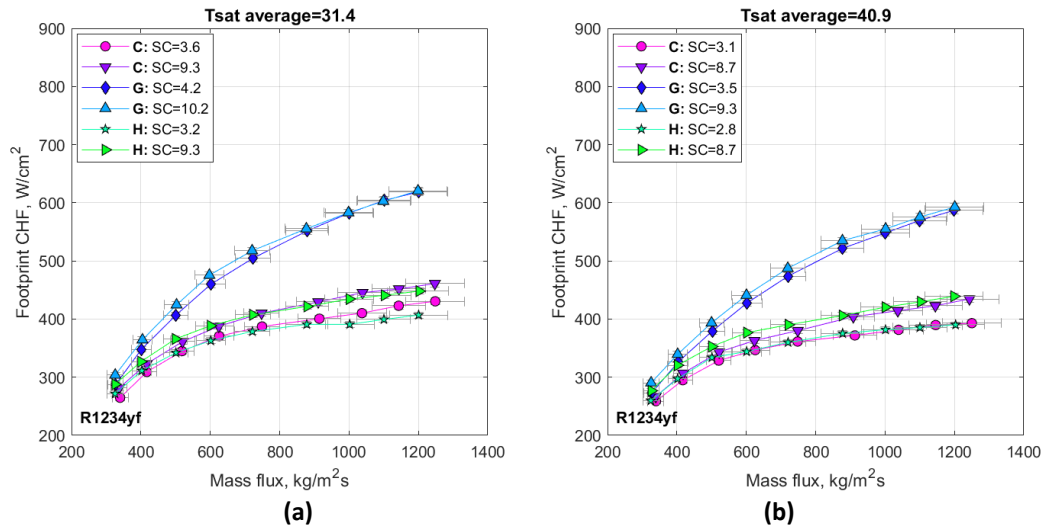 Tsat average=31.4
900
800
700
600
500
400
300
200
Footprint CHF, W/cm²
C: SC=3.6
C: SC=9.3
G: SC=4.2
G: SC=10.2
H: SC=3.2
H: SC=9.3
R1234yf
200 400 600 800 1000 1200 1400
Mass flux, kg/m²s
(a)
Tsat average=40.9
900
800
700
600
500
400
300
200
Footprint CHF, W/cm²
C: SC=3.1
C: SC=8.7
G: SC=3.5
G: SC=9.3
H: SC=2.8
H: SC=8.7
R1234yf
200 400 600 800 1000 1200 1400
Mass flux, kg/m²s
(b)